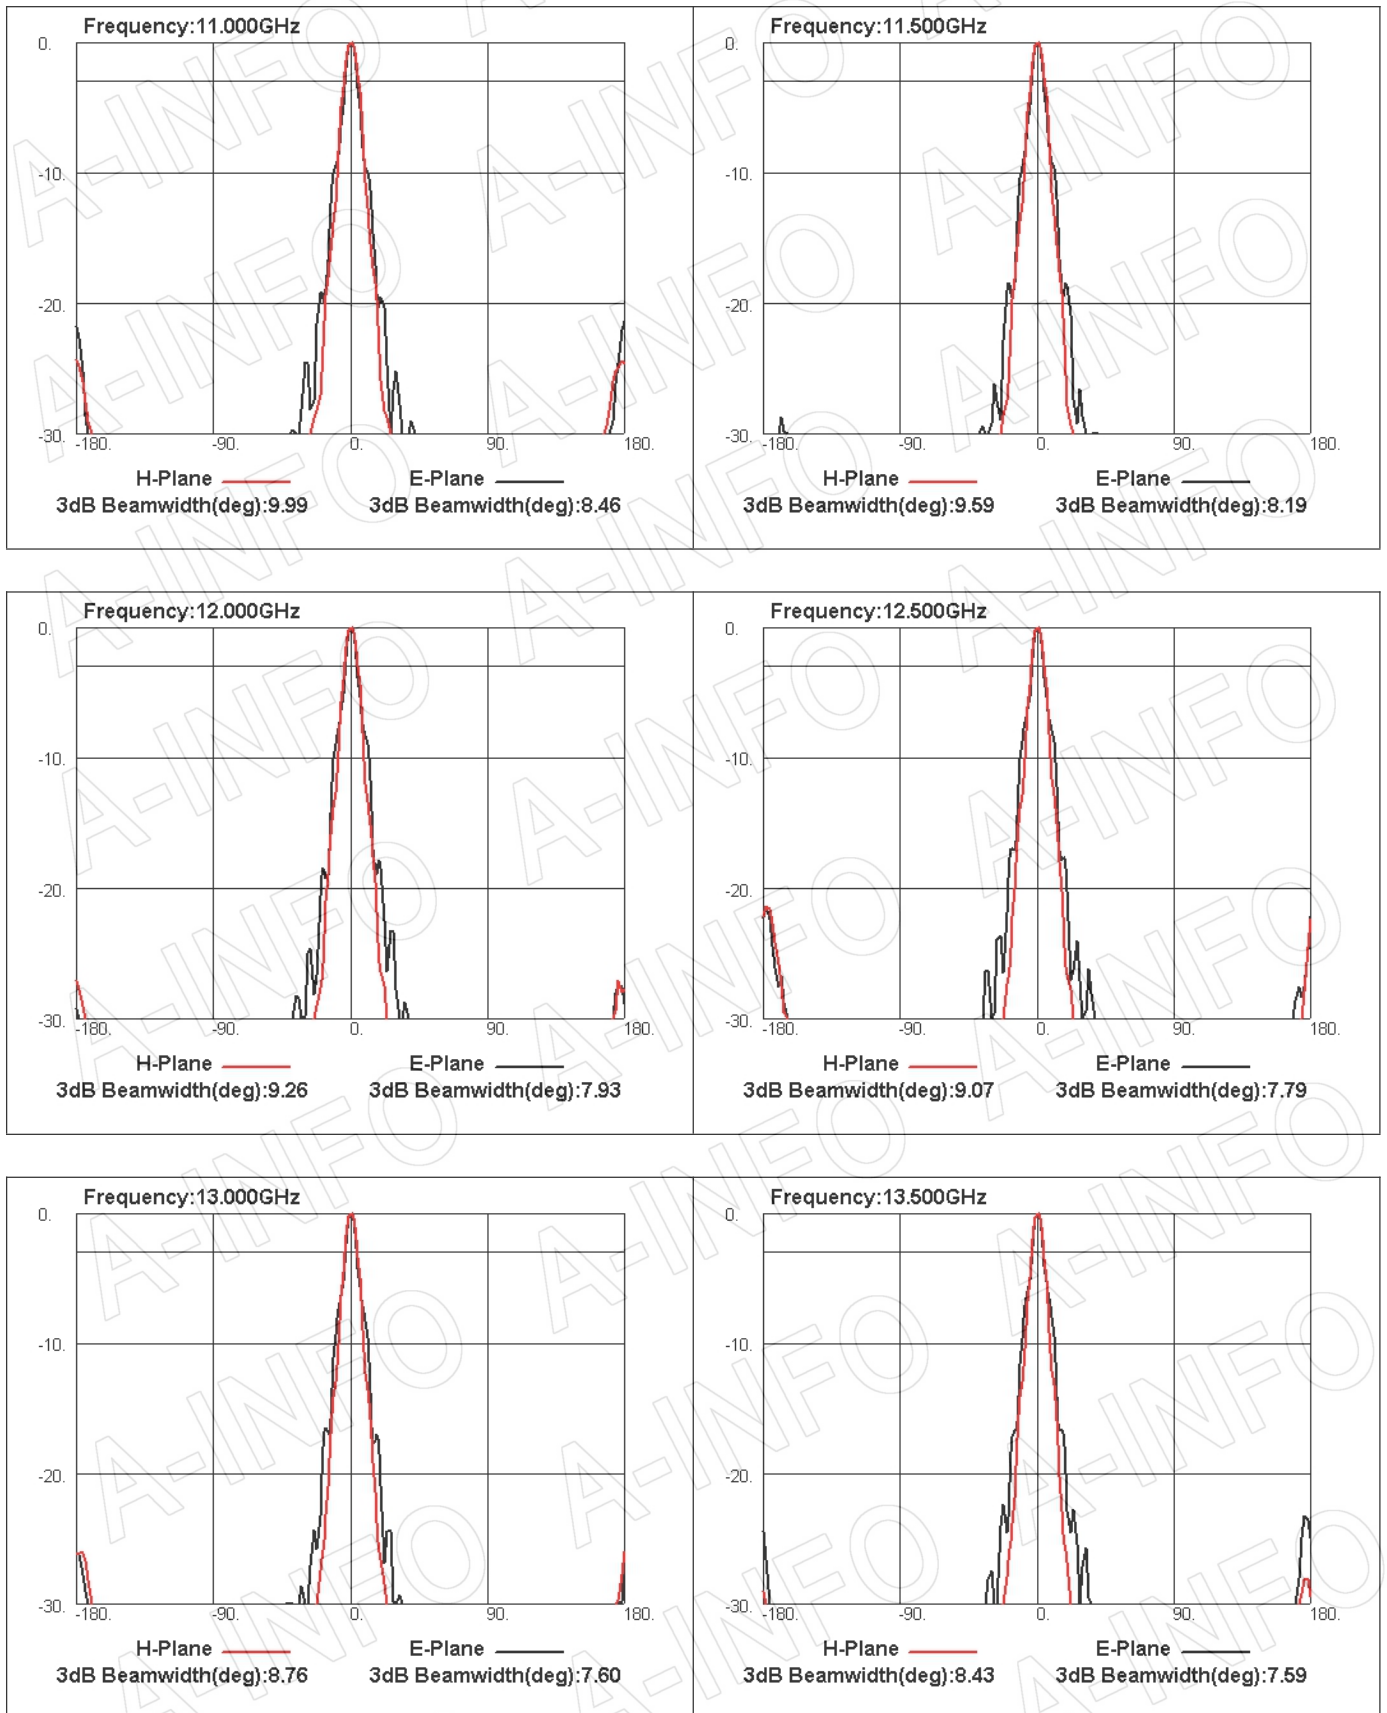 Frequency:11.000GHz
0.
-10.
-20.
-30.
-180. -90. 0. 90. 180.
H-Plane E-Plane
3dB Beamwidth(deg):9.99 3dB Beamwidth(deg):8.46
Frequency:11.500GHz
0.
-10.
-20.
-30.
-180. -90. 0. 90. 180.
H-Plane E-Plane
3dB Beamwidth(deg):9.59 3dB Beamwidth(deg):8.19
Frequency:12.000GHz
0.
-10.
-20.
-30.
-180. -90. 0. 90. 180.
H-Plane E-Plane
3dB Beamwidth(deg):9.26 3dB Beamwidth(deg):7.93
Frequency:12.500GHz
0.
-10.
-20.
-30.
-180. -90. 0. 90. 180.
H-Plane E-Plane
3dB Beamwidth(deg):9.07 3dB Beamwidth(deg):7.79
Frequency:13.000GHz
0.
-10.
-20.
-30.
-180. -90. 0. 90. 180.
H-Plane E-Plane
3dB Beamwidth(deg):8.76 3dB Beamwidth(deg):7.60
Frequency:13.500GHz
0.
-10.
-20.
-30.
-180. -90. 0. 90. 180.
H-Plane E-Plane
3dB Beamwidth(deg):8.43 3dB Beamwidth(deg):7.59
A-INFO